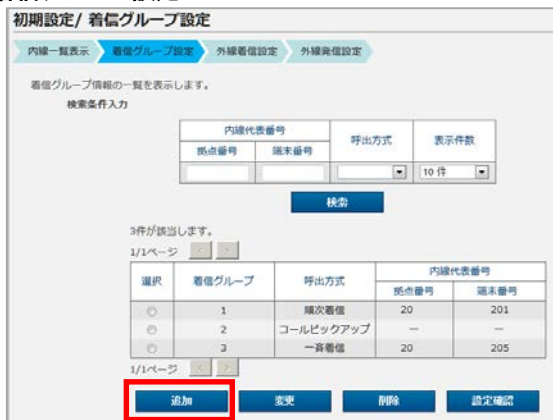 初期設定/ 着信グループ設定
内線一覧表示 着信グループ設定 外線着信設定 外線発信設定
着信グループ情報の一覧を表示します。
検索条件入力
内線代表番号 呼出方式 表示件数
拠点番号 端末番号
10 件
検索
3件が該当します。
1/1ページ < >
選択 着信グループ 呼出方式 内線代表番号
拠点番号 端末番号
1 順次着信 20 201
2 コールピックアップ － －
3 一斉着信 20 205
1/1ページ < >
追加 変更 削除 設定確認